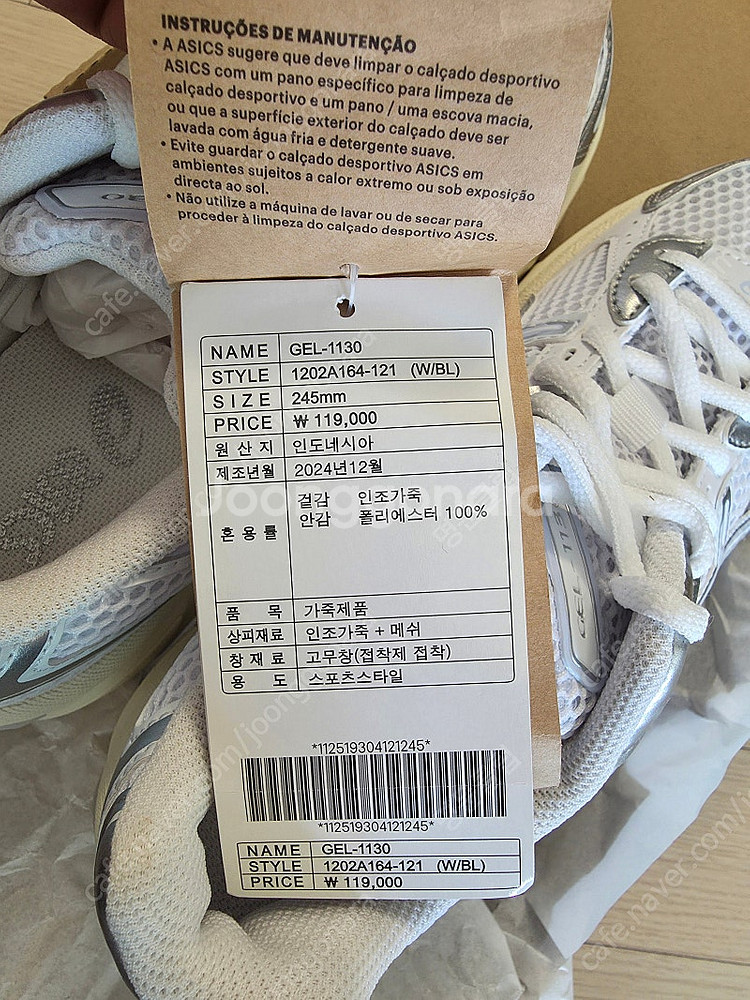 INSTRUÇÕES DE MANUTENÇÃO
• A ASICS sugere que deve limpar o calçado desportivo
ASICS com um pano específico para limpeza de
calçado desportivo e um pano / uma escova macia,
ou que a superfície exterior do calçado deve ser
lavada com água fria e detergente suave.
• Evite guardar o calçado desportivo ASICS em
ambientes sujeitos a calor extremo ou sob exposição
directa ao sol.
• Não utilize a máquina de lavar ou de secar para
proceder à limpeza do calçado desportivo ASICS.
NAME GEL-1130
STYLE 1202A164-121 (W/BL)
SIZE 245mm
PRICE ₩ 119,000
원산지 인도네시아
제조년월 2024년12월
혼용률 겉감 인조가죽
안감 폴리에스터 100%
품목 가죽제품
상피재료 인조가죽 + 메쉬
창재료 고무창(접착제 접착)
용도 스포츠스타일
*112519304121245*
*112519304121245*
NAME GEL-1130
STYLE 1202A164-121 (W/BL)
PRICE ₩ 119,000
GEL 113
Joonggonara
cafe.naver.com/joong